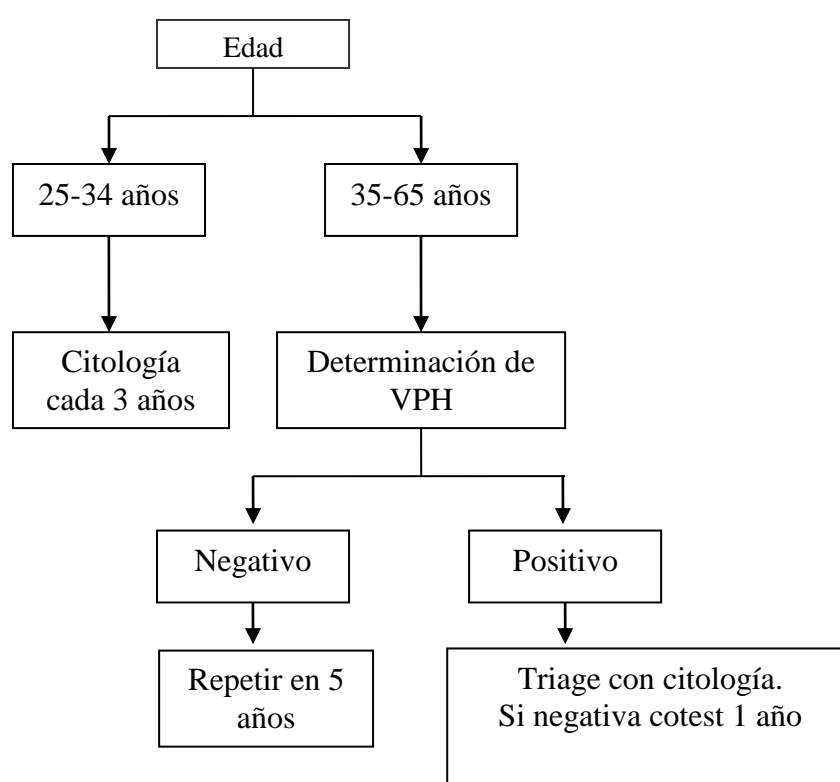 Edad
25-34 años
35-65 años
Citología
cada 3 años
Determinación de
VPH
Negativo
Positivo
Repetir en 5
años
Triage con citología.
Si negativa cotest 1 año